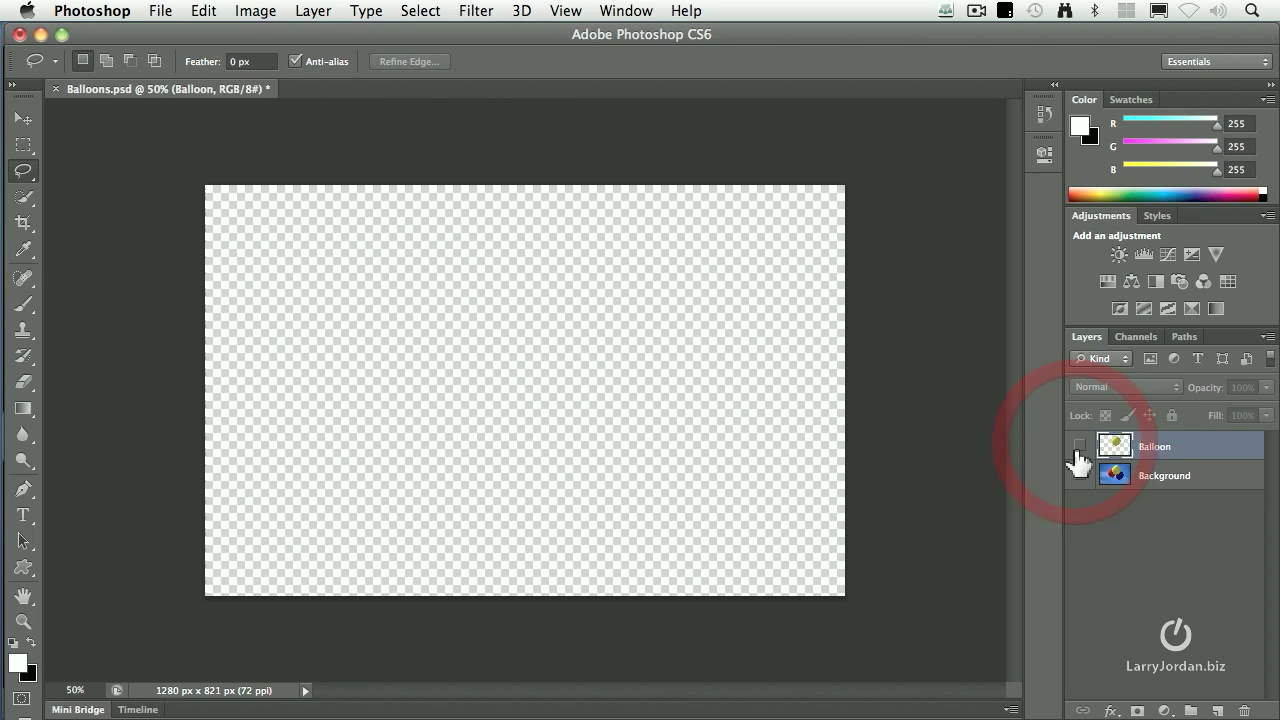 Photoshop File Edit Image Layer Type Select Filter 3D View Window Help
Adobe Photoshop CS6
Feather: 0 px Anti-alias Refine Edge... Essentials
× Balloons.psd @ 50% (Balloon, RGB/8#) *
Color Swatches
R 255
G 255
B 255
Adjustments Styles
Add an adjustment
Layers Channels Paths
Kind T
Normal Opacity: 100%
Lock: Fill: 100%
Balloon
Background
T
LarryJordan.biz
50% 1280 px x 821 px (72 ppi)
Mini Bridge Timeline
fx